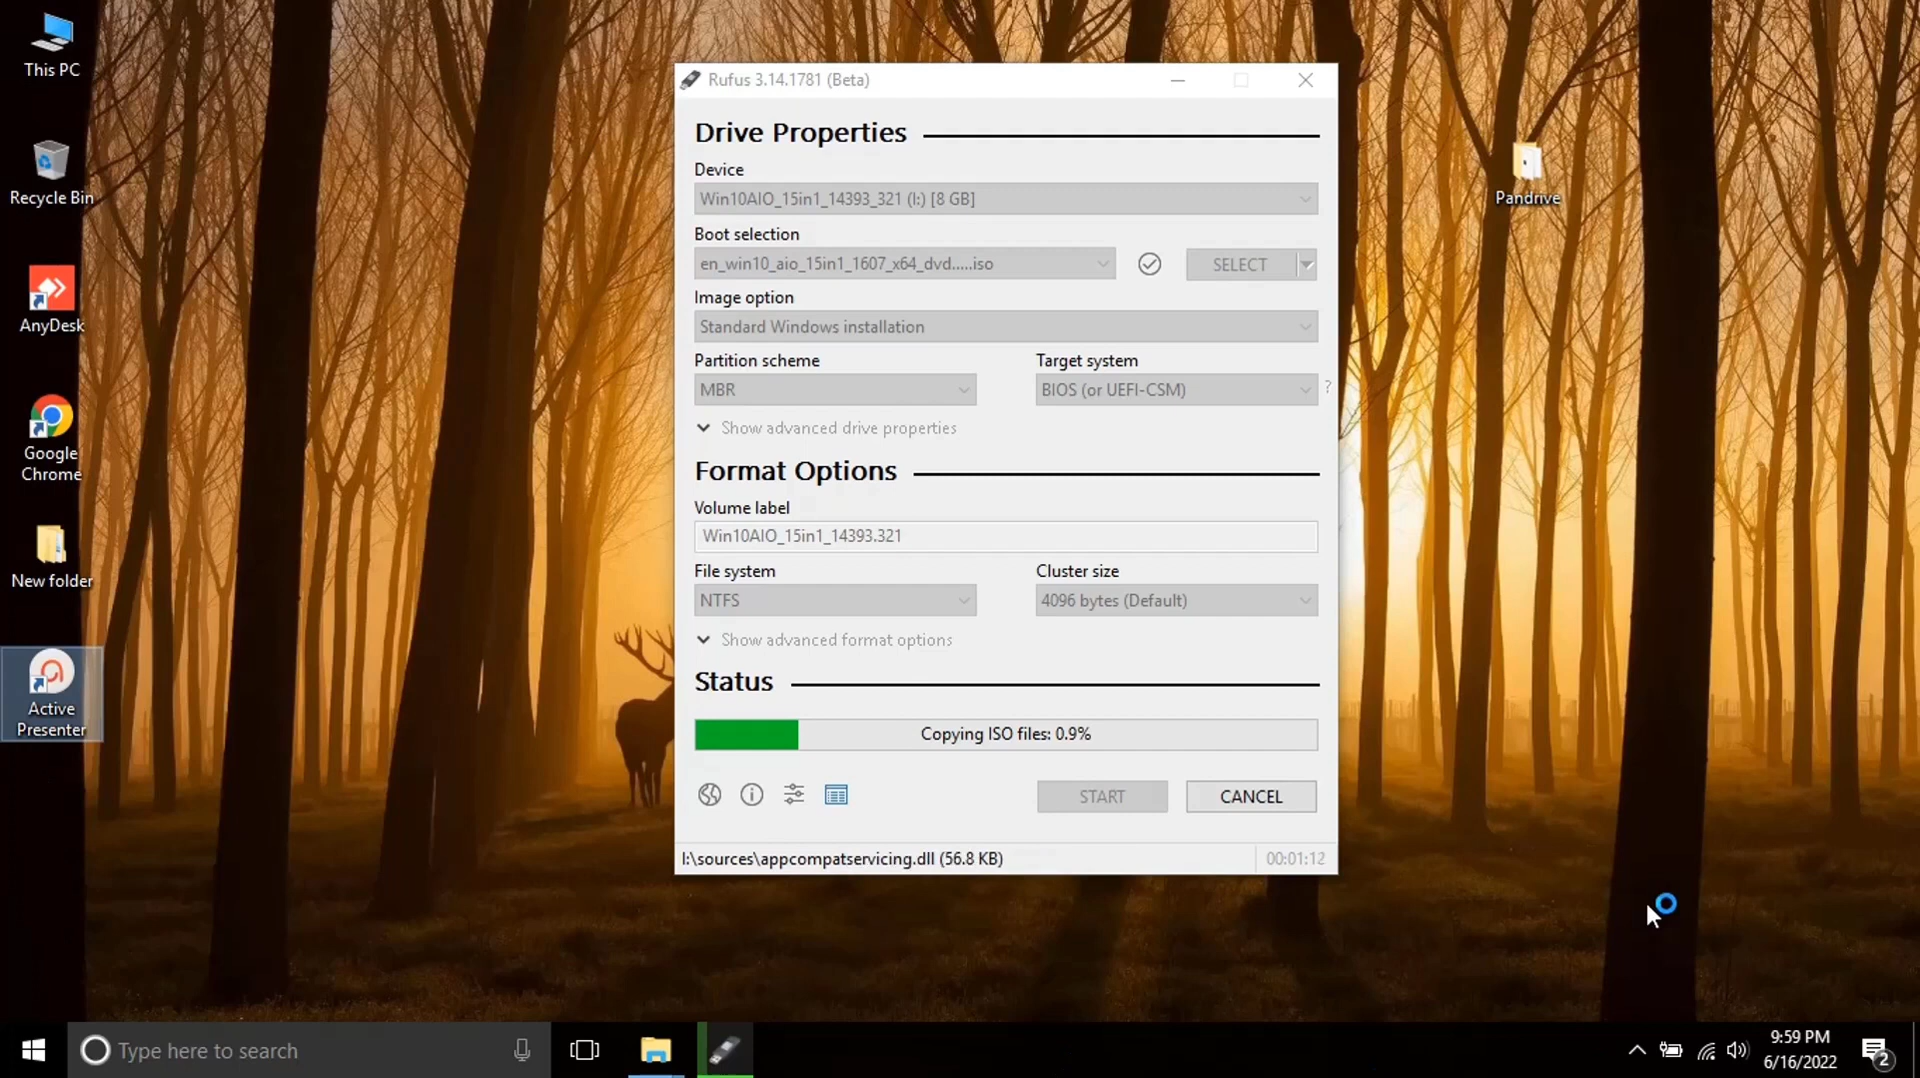 This PC
Recycle Bin
AnyDesk
Google
Chrome
New folder
Active
Presenter
Pandrive
Rufus 3.14.1781 (Beta)
Drive Properties
Device
Win10AIO_15in1_14393_321 (I:) [8 GB]
Boot selection
en_win10_aio_15in1_1607_x64_dvd.....iso
SELECT
Image option
Standard Windows installation
Partition scheme
Target system
MBR
BIOS (or UEFI-CSM)
?
Show advanced drive properties
Format Options
Volume label
Win10AIO_15in1_14393.321
File system
Cluster size
NTFS
4096 bytes (Default)
Show advanced format options
Status
Copying ISO files: 0.9%
START
CANCEL
I:\sources\appcompatservicing.dll (56.8 KB)
00:01:12
Type here to search
9:59 PM
6/16/2022
2